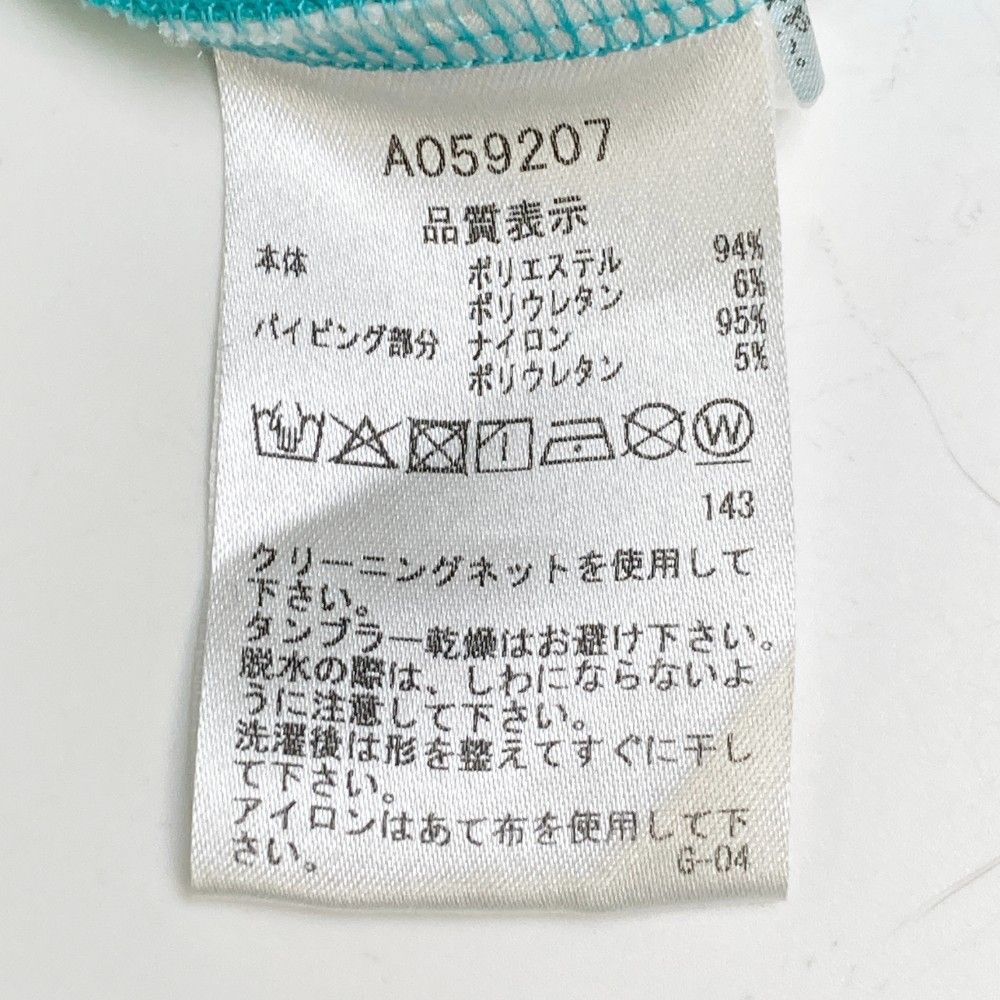 A059207
品質表示
本体 ポリエステル 94%
ポリウレタン 6%
パイピング部分 ナイロン 95%
ポリウレタン 5%
W
143
クリーニングネットを使用して
下さい。
タンブラー乾燥はお避け下さい。
脱水の際は、しわにならないよ
うに注意して下さい。
洗濯後は形を整えてすぐに干し
て下さい。
アイロンはあて布を使用して下
さい。
G-04